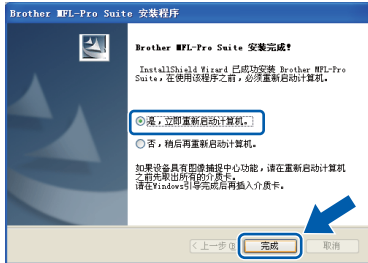 Brother MFL-Pro Suite 安装程序
Brother MFL-Pro Suite 安装完成!
InstallShield Wizard 已成功安装 Brother MFL-Pro
Suite，在使用该程序之前，必须重新启动计算机。
是，立即重新启动计算机。
否，稍后再重新启动计算机。
如果设备具有图像捕捉中心功能，请在重新启动计算机
之前先取出所有的介质卡。
请在Windows引导完成后再插入介质卡。
<上一步(B)
完成
取消